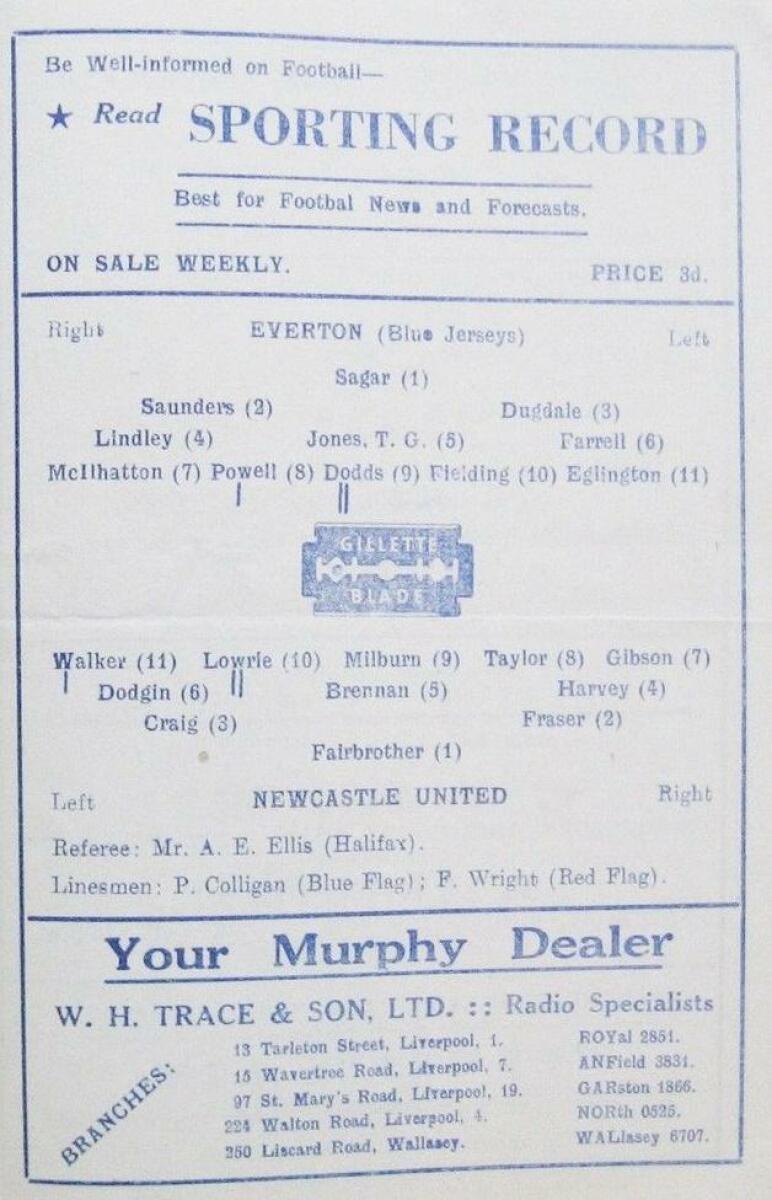 Be Well-informed on Football—
★ Read SPORTING RECORD
Best for Footbal News and Forecasts.
ON SALE WEEKLY. PRICE 3d.
Right EVERTON (Blue Jerseys) Left
Sagar (1)
Saunders (2) Dugdale (3)
Lindley (4) Jones, T. G. (5) Farrell (6)
McIlhatton (7) Powell (8) Dodds (9) Fielding (10) Eglington (11)
GILLETTE
BLADE
Walker (11) Lowrie (10) Milburn (9) Taylor (8) Gibson (7)
Dodgin (6) Brennan (5) Harvey (4)
Craig (3) Fraser (2)
Fairbrother (1)
Left NEWCASTLE UNITED Right
Referee: Mr. A. E. Ellis (Halifax).
Linesmen: P. Colligan (Blue Flag); F. Wright (Red Flag).
Your Murphy Dealer
W. H. TRACE & SON, LTD. :: Radio Specialists
BRANCHES:
13 Tarleton Street, Liverpool, 1. ROYal 2851.
15 Wavertree Road, Liverpool, 7. ANField 3831.
97 St. Mary's Road, Liverpool, 19. GARston 1866.
224 Walton Road, Liverpool, 4. NORth 0525.
250 Liscard Road, Wallasey. WALlasey 6707.